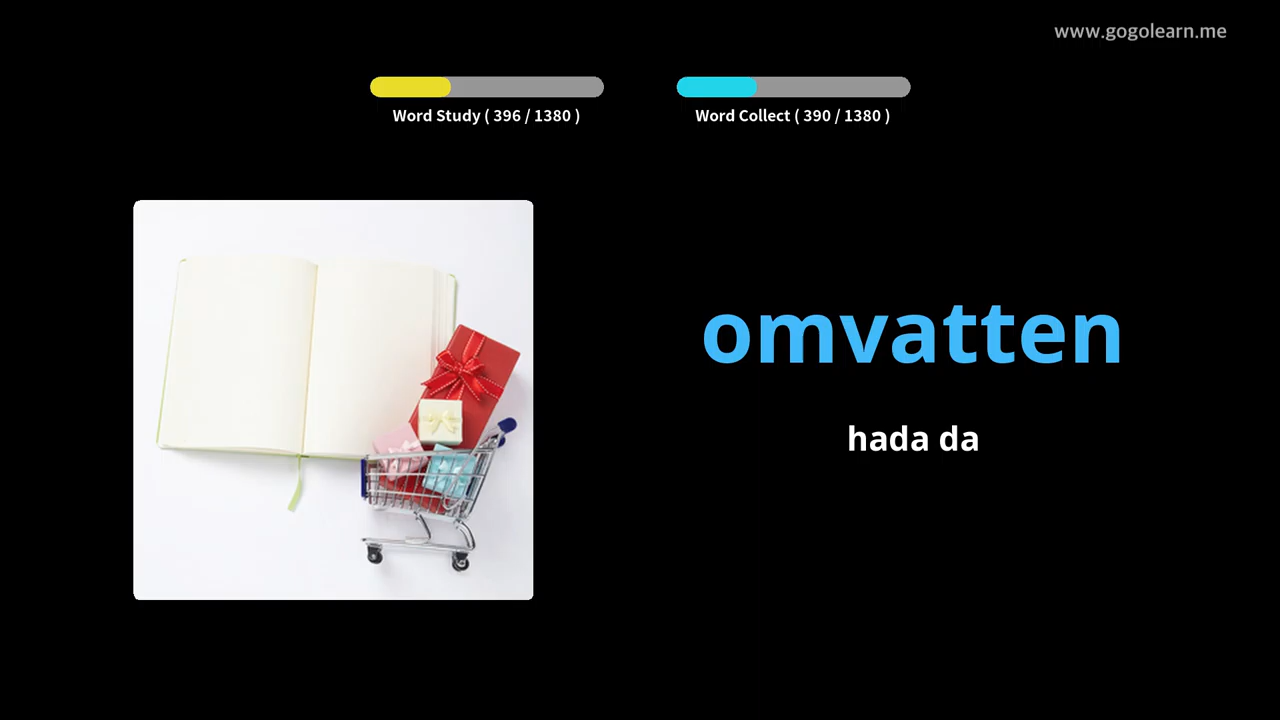 www.gogolearn.me
Word Study ( 396 / 1380 )
Word Collect ( 390 / 1380 )
omvatten
hada da